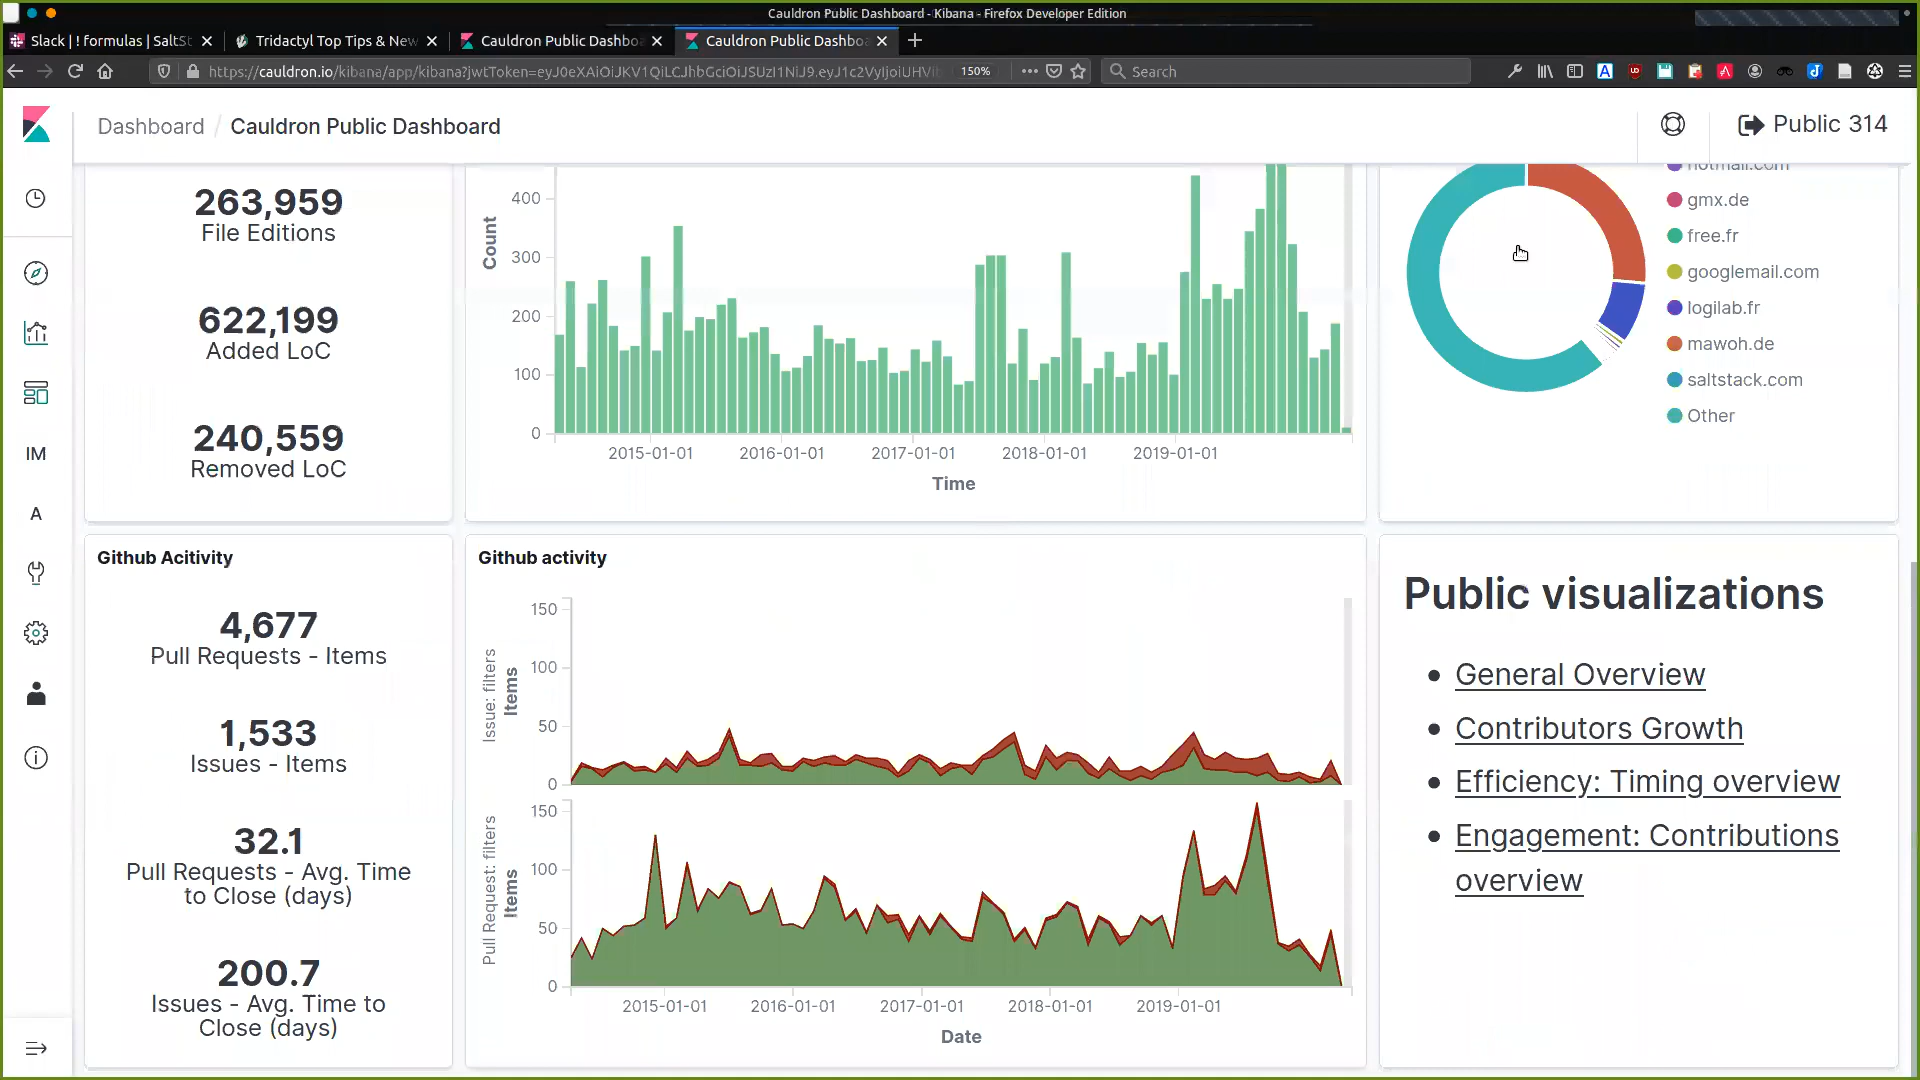 Cauldron Public Dashboard - Kibana - Firefox Developer Edition
Slack | ! formulas | SaltSt
Tridactyl Top Tips & New
Cauldron Public Dashbo
Cauldron Public Dashbo
https://cauldron.io/kibana/app/kibana?jwtToken=
150%
Search
Dashboard / Cauldron Public Dashboard
Public 314
263,959
File Editions
622,199
Added LoC
240,559
Removed LoC
Count
400
300
200
100
0
2015-01-01
2016-01-01
2017-01-01
2018-01-01
2019-01-01
Time
hotmail.com
gmx.de
free.fr
googlemail.com
logilab.fr
mawoh.de
saltstack.com
Other
IM
A
Github Acitivity
4,677
Pull Requests - Items
1,533
Issues - Items
32.1
Pull Requests - Avg. Time
to Close (days)
200.7
Issues - Avg. Time to
Close (days)
Github activity
Issue: filters
Items
150
100
50
0
Pull Request: filters
Items
150
100
50
0
2015-01-01
2016-01-01
2017-01-01
2018-01-01
2019-01-01
Date
Public visualizations
General Overview
Contributors Growth
Efficiency: Timing overview
Engagement: Contributions
overview